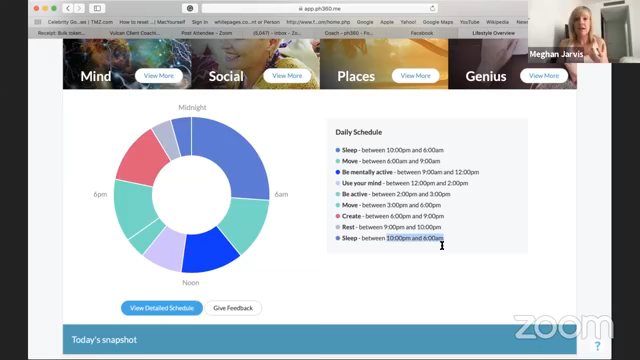 app.ph360.me
Celebrity Go... TMZ.com
How to reset ... MacYourself
Sign in
whitepages.co...nt or Person
Yahoo!
Apple
Google Maps
YouTube
Wikipedia
Receipt: Bulk token...
Vulcan Client Coachi...
Post Attendee - Zoom
(5,047) - Inbox - Do...
Coach - ph360 - Goo...
Facebook
Lifestyle Overview
Meghan Jarvis...
Mind View More
Social View More
Places View More
Genius View More
Midnight
6am
Noon
6pm
Daily Schedule
Sleep - between 10:00pm and 6:00am
Move - between 6:00am and 9:00am
Be mentally active - between 9:00am and 12:00pm
Use your mind - between 12:00pm and 2:00pm
Be active - between 2:00pm and 3:00pm
Move - between 3:00pm and 6:00pm
Create - between 6:00pm and 9:00pm
Rest - between 9:00pm and 10:00pm
Sleep - between 10:00pm and 6:00am
View Detailed Schedule
Give Feedback
Today's snapshot
zoom
?